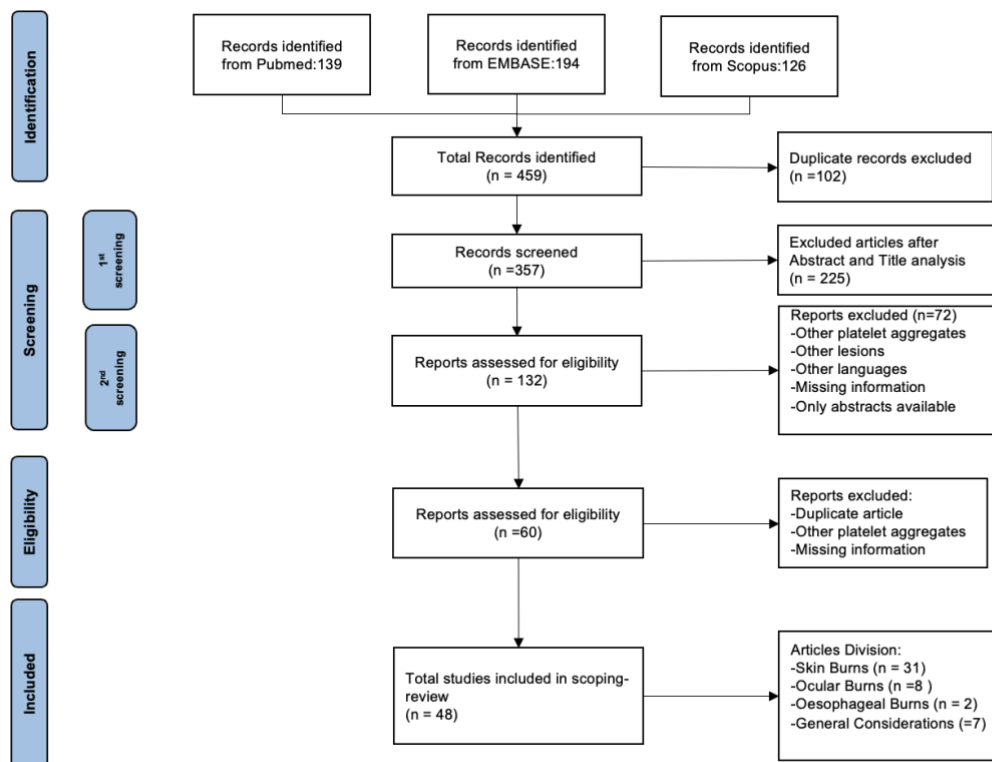 Identification
Records identified
from Pubmed:139
Records identified
from EMBASE:194
Records identified
from Scopus:126
Total Records identified
(n = 459)
Duplicate records excluded
(n =102)
Screening
1st
screening
Records screened
(n =357)
Excluded articles after
Abstract and Title analysis
(n = 225)
2nd
screening
Reports assessed for eligibility
(n = 132)
Reports excluded (n=72)
-Other platelet aggregates
-Other lesions
-Other languages
-Missing information
-Only abstracts available
Eligibility
Reports assessed for eligibility
(n =60)
Reports excluded:
-Duplicate article
-Other platelet aggregates
-Missing information
Included
Total studies included in scoping-
review
(n = 48)
Articles Division:
-Skin Burns (n = 31)
-Ocular Burns (n =8 )
-Oesophageal Burns (n = 2)
-General Considerations (=7)